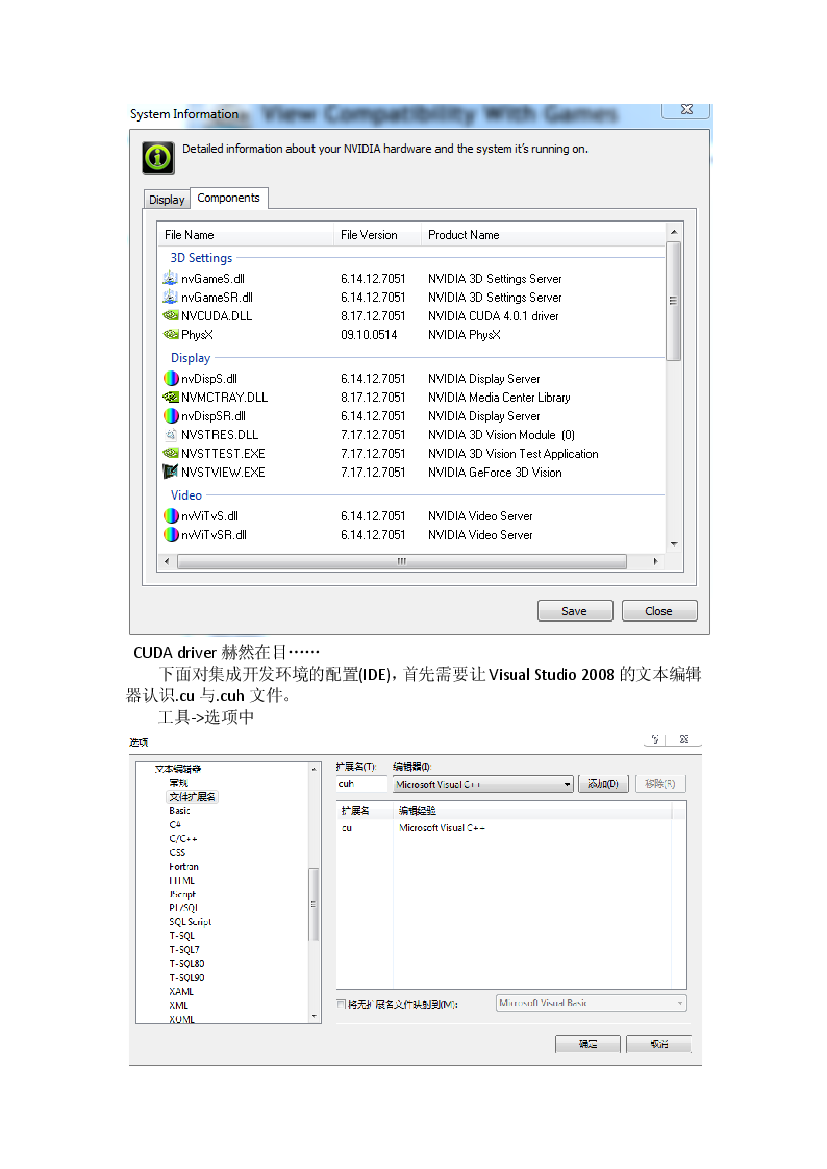 View Compatibility With Games
System Information
Detailed information about your NVIDIA hardware and the system it's running on.
Display Components
File Name File Version Product Name
3D Settings
nvGameS.dll 6.14.12.7051 NVIDIA 3D Settings Server
nvGameSR.dll 6.14.12.7051 NVIDIA 3D Settings Server
NVCUDA.DLL 8.17.12.7051 NVIDIA CUDA 4.0.1 driver
PhysX 09.10.0514 NVIDIA PhysX
Display
nvDispS.dll 6.14.12.7051 NVIDIA Display Server
NVMCTRAY.DLL 8.17.12.7051 NVIDIA Media Center Library
nvDispSR.dll 6.14.12.7051 NVIDIA Display Server
NVSTRES.DLL 7.17.12.7051 NVIDIA 3D Vision Module (0)
NVSTTEST.EXE 7.17.12.7051 NVIDIA 3D Vision Test Application
NVSTVIEW.EXE 7.17.12.7051 NVIDIA GeForce 3D Vision
Video
nvViTvS.dll 6.14.12.7051 NVIDIA Video Server
nvViTvSR.dll 6.14.12.7051 NVIDIA Video Server
Save Close
CUDA driver 赫然在目……
下面对集成开发环境的配置(IDE)，首先需要让 Visual Studio 2008 的文本编辑
器认识.cu 与.cuh 文件。
工具->选项中
选项
文本编辑器
常规
文件扩展名
Basic
C#
C/C++
CSS
Fortran
HTML
JScript
PL/SQL
SQL Script
T-SQL
T-SQL7
T-SQL80
T-SQL90
XAML
XML
XOML
扩展名(T): 编辑器(I):
cuh Microsoft Visual C++ 添加(D) 移除(R)
扩展名 编辑经验
cu Microsoft Visual C++
将无扩展名文件映射到(M): Microsoft Visual Basic
确定 取消